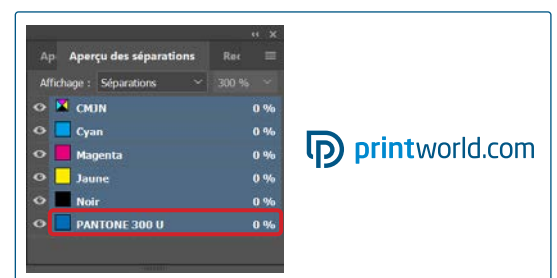 Ap Aperçu des séparations Rec
Affichage : Séparations 300 %
CMJN 0 %
Cyan 0 %
Magenta 0 %
Jaune 0 %
Noir 0 %
PANTONE 300 U 0 %
printworld.com